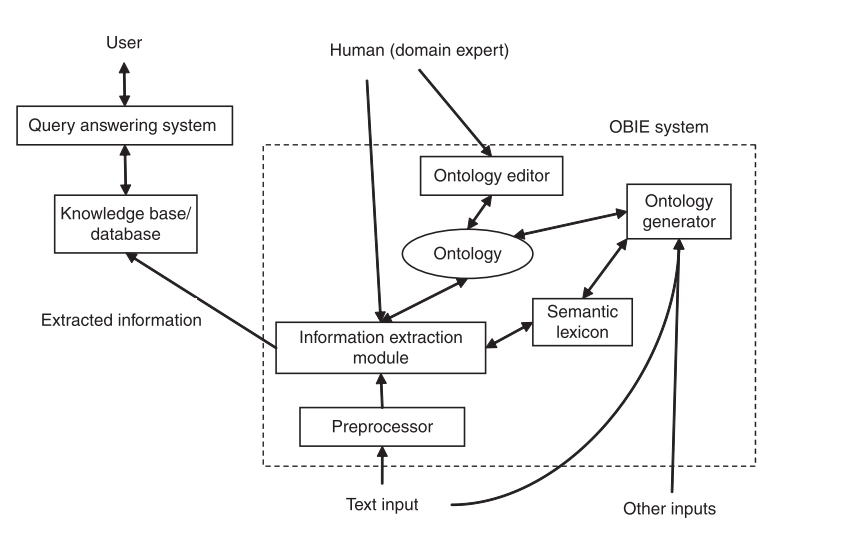 User
Human (domain expert)
Query answering system
OBIE system
Ontology editor
Knowledge base/
database
Ontology
generator
Ontology
Extracted information
Semantic
lexicon
Information extraction
module
Preprocessor
Text input
Other inputs